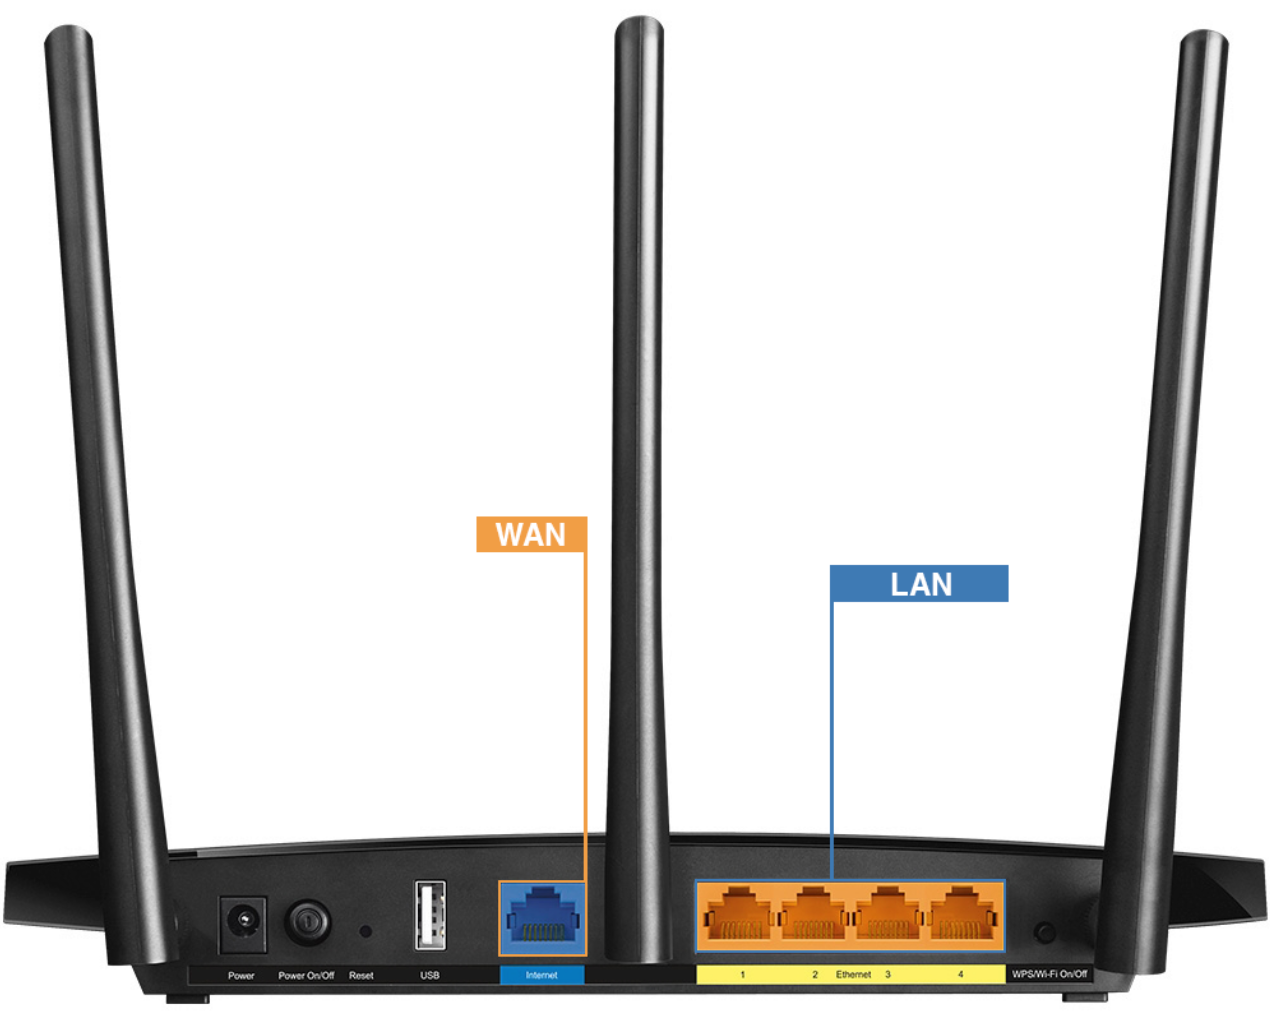 WAN
LAN
Power
Power On/Off
Reset
USB
Internet
1
2
Ethernet
3
4
WPS/Wi-Fi On/Off